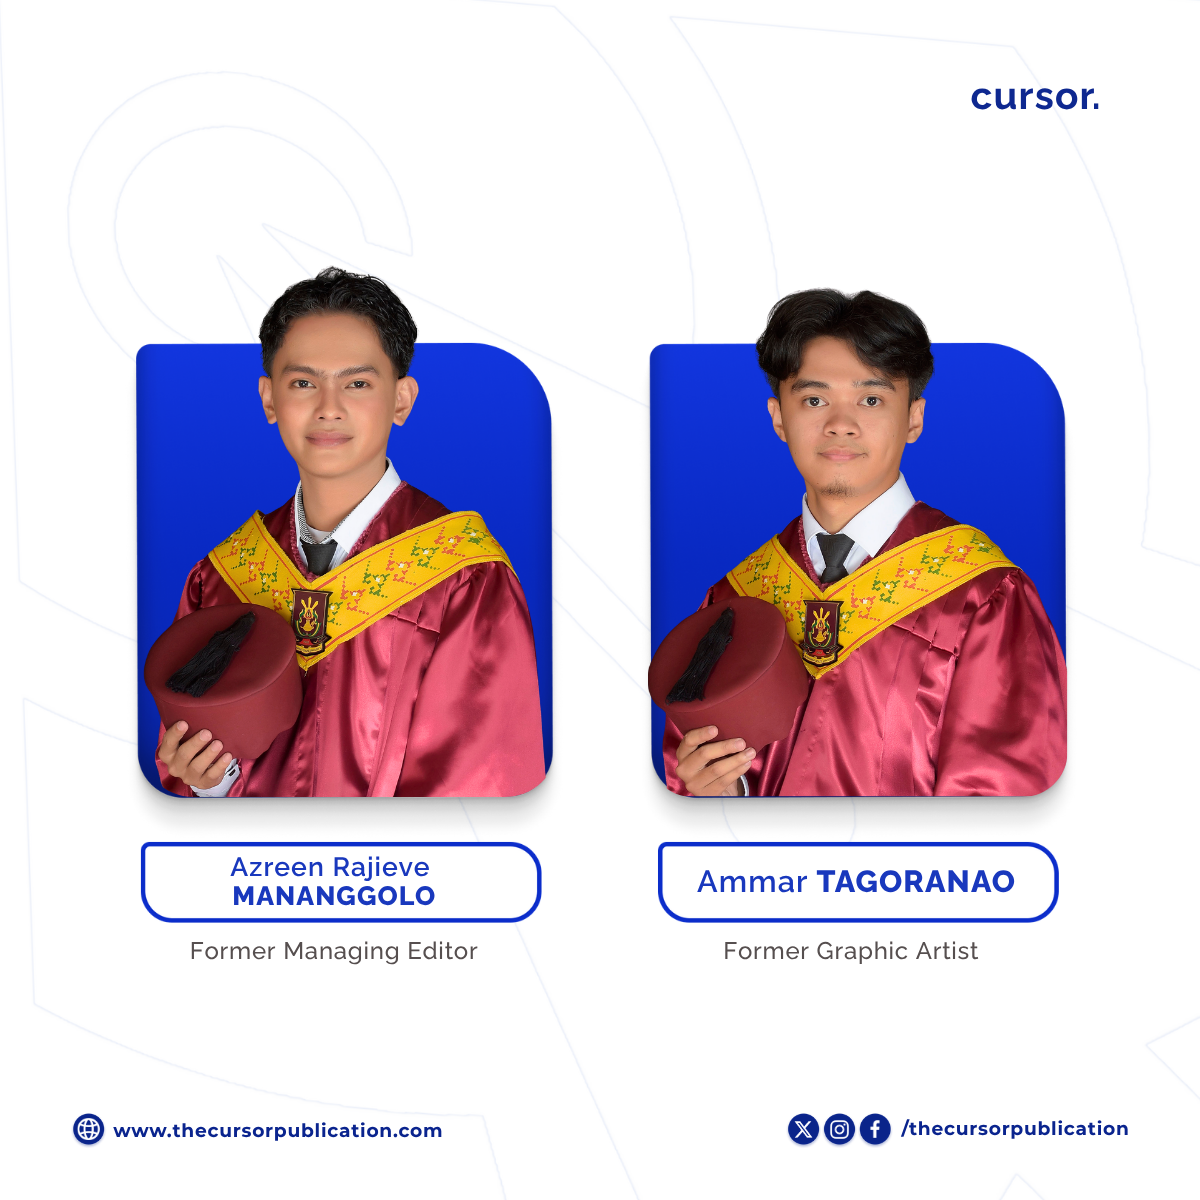 cursor.
Azreen Rajieve
MANANGGOLO
Former Managing Editor
Ammar TAGORANAO
Former Graphic Artist
www.thecursorpublication.com
/thecursorpublication